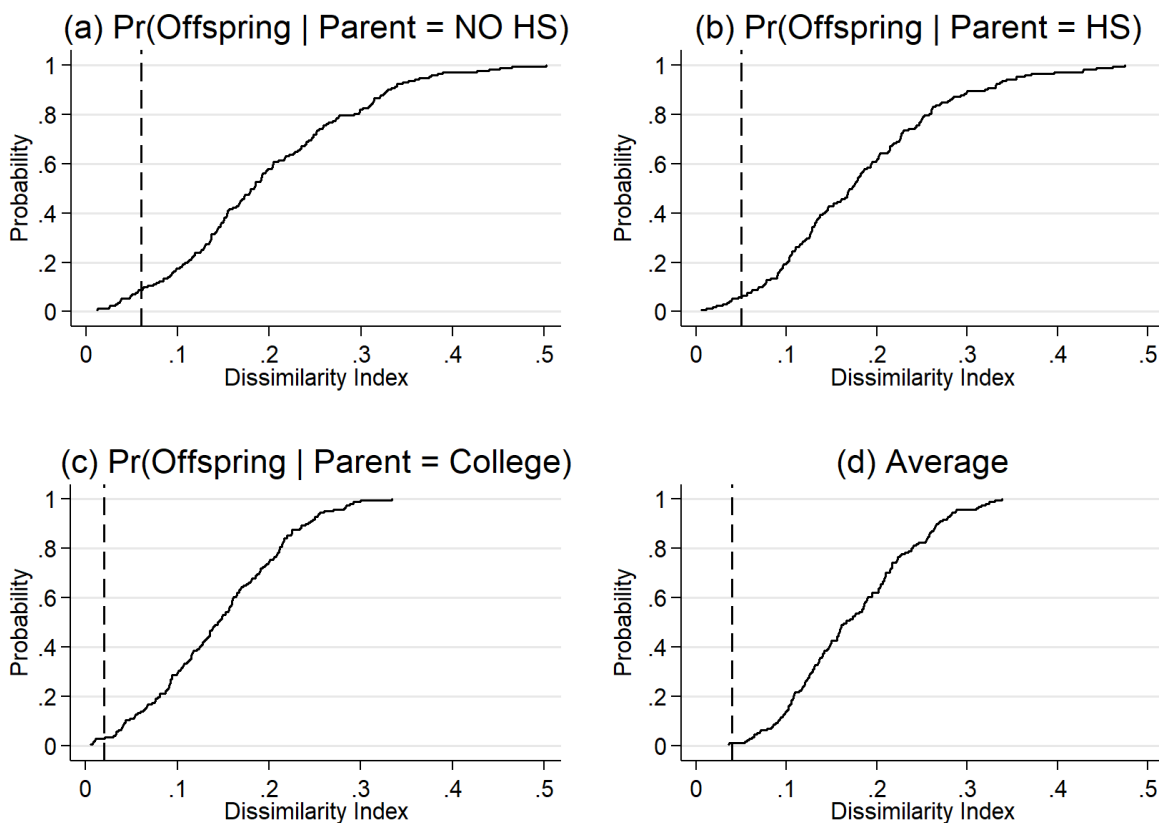 (a) Pr(Offspring | Parent = NO HS)
Probability
1
.8
.6
.4
.2
0
0 .1 .2 .3 .4 .5
Dissimilarity Index
(b) Pr(Offspring | Parent = HS)
Probability
1
.8
.6
.4
.2
0
0 .1 .2 .3 .4 .5
Dissimilarity Index
(c) Pr(Offspring | Parent = College)
Probability
1
.8
.6
.4
.2
0
0 .1 .2 .3 .4 .5
Dissimilarity Index
(d) Average
Probability
1
.8
.6
.4
.2
0
0 .1 .2 .3 .4 .5
Dissimilarity Index